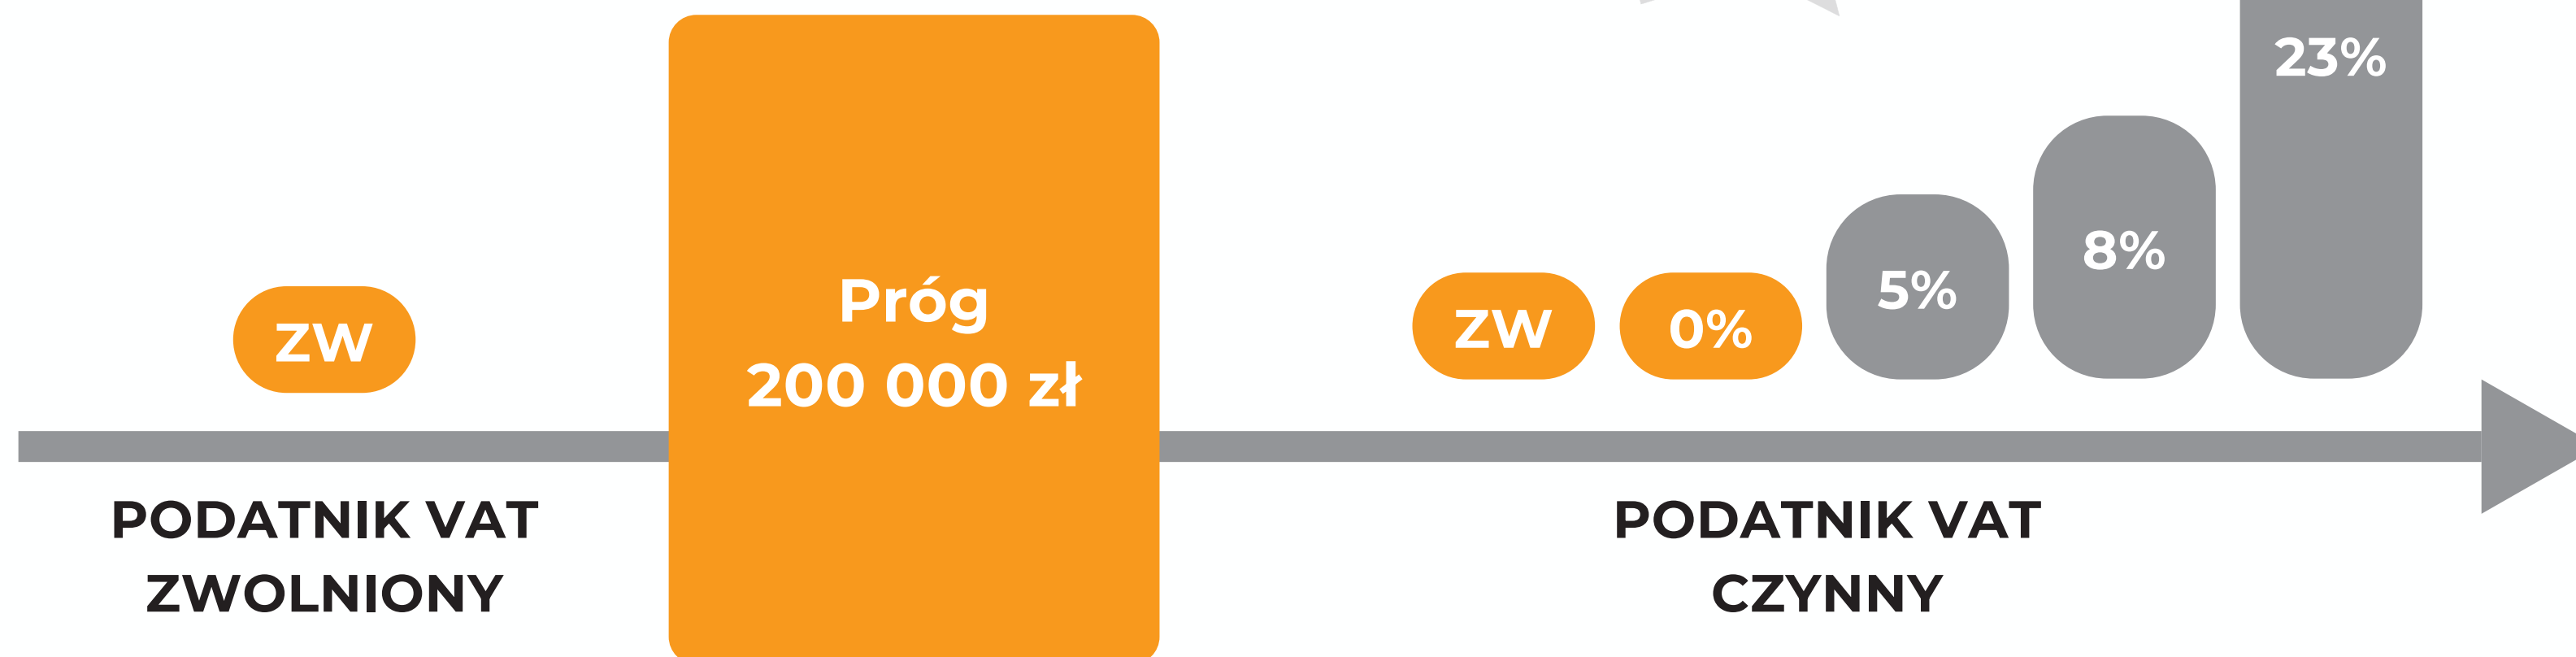 ZW
PODATNIK VAT
ZWOLNIONY
Próg
200 000 zł
ZW
0%
5%
8%
23%
PODATNIK VAT
CZYNNY